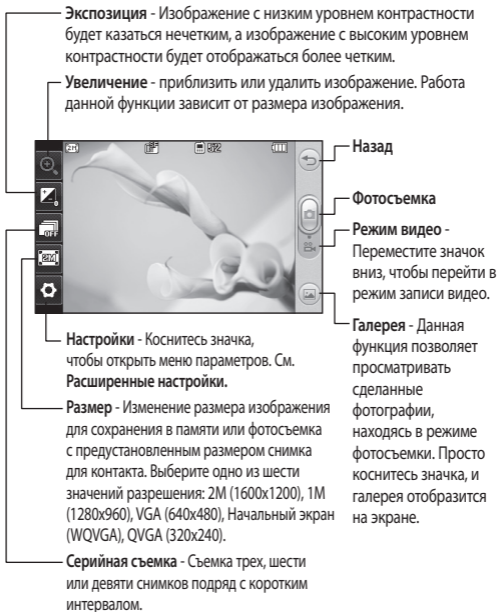 Экспозиция - Изображение с низким уровнем контрастности
будет казаться нечетким, а изображение с высоким уровнем
контрастности будет отображаться более четким.
Увеличение - приблизить или удалить изображение. Работа
данной функции зависит от размера изображения.
Назад
Фотосъемка
Режим видео -
Переместите значок
вниз, чтобы перейти в
режим записи видео.
Галерея - Данная
функция позволяет
просматривать
сделанные
фотографии,
находясь в режиме
фотосъемки. Просто
коснитесь значка, и
галерея отобразится
на экране.
2M
OFF
2M
Настройки - Коснитесь значка,
чтобы открыть меню параметров. См.
Расширенные настройки.
Размер - Изменение размера изображения
для сохранения в памяти или фотосъемка
с предустановленным размером снимка
для контакта. Выберите одно из шести
значений разрешения: 2M (1600x1200), 1M
(1280x960), VGA (640x480), Начальный экран
(WQVGA), QVGA (320x240).
Серийная съемка - Съемка трех, шести
или девяти снимков подряд с коротким
интервалом.